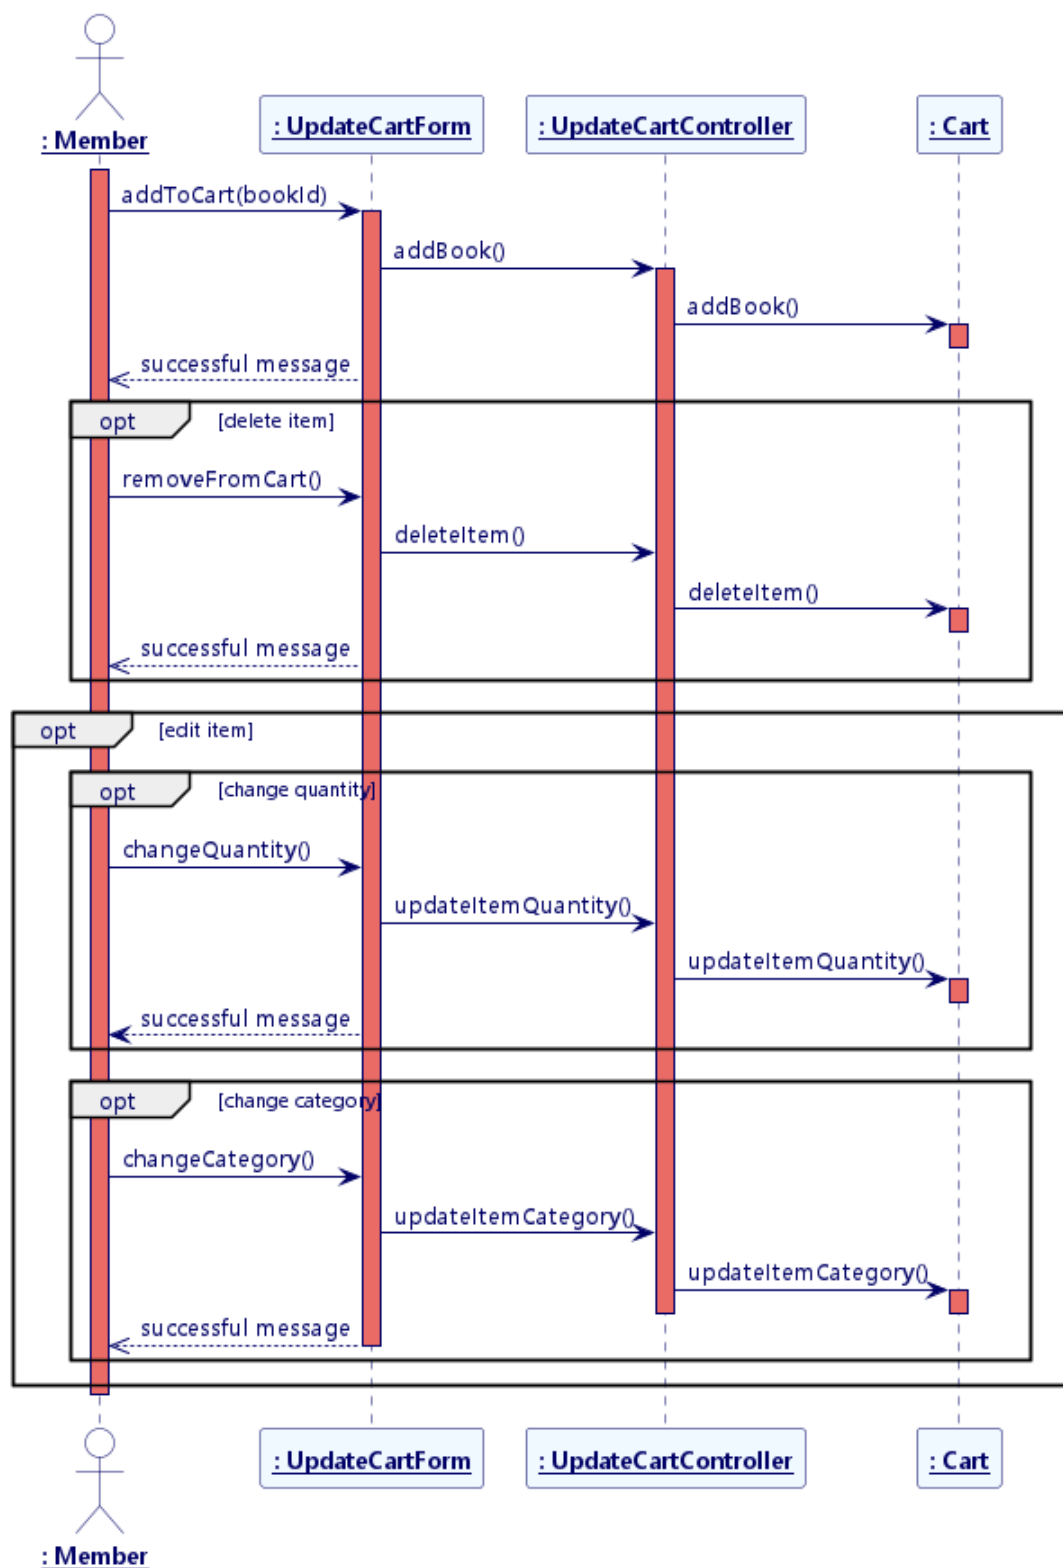 : Member
: UpdateCartForm
: UpdateCartController
: Cart
addToCart(bookId)
addBook()
addBook()
successful message
opt
[delete item]
removeFromCart()
deleteItem()
deleteItem()
successful message
opt
[edit item]
opt
[change quantity]
changeQuantity()
updateItemQuantity()
updateItemQuantity()
successful message
opt
[change category]
changeCategory()
updateItemCategory()
updateItemCategory()
successful message
: Member
: UpdateCartForm
: UpdateCartController
: Cart